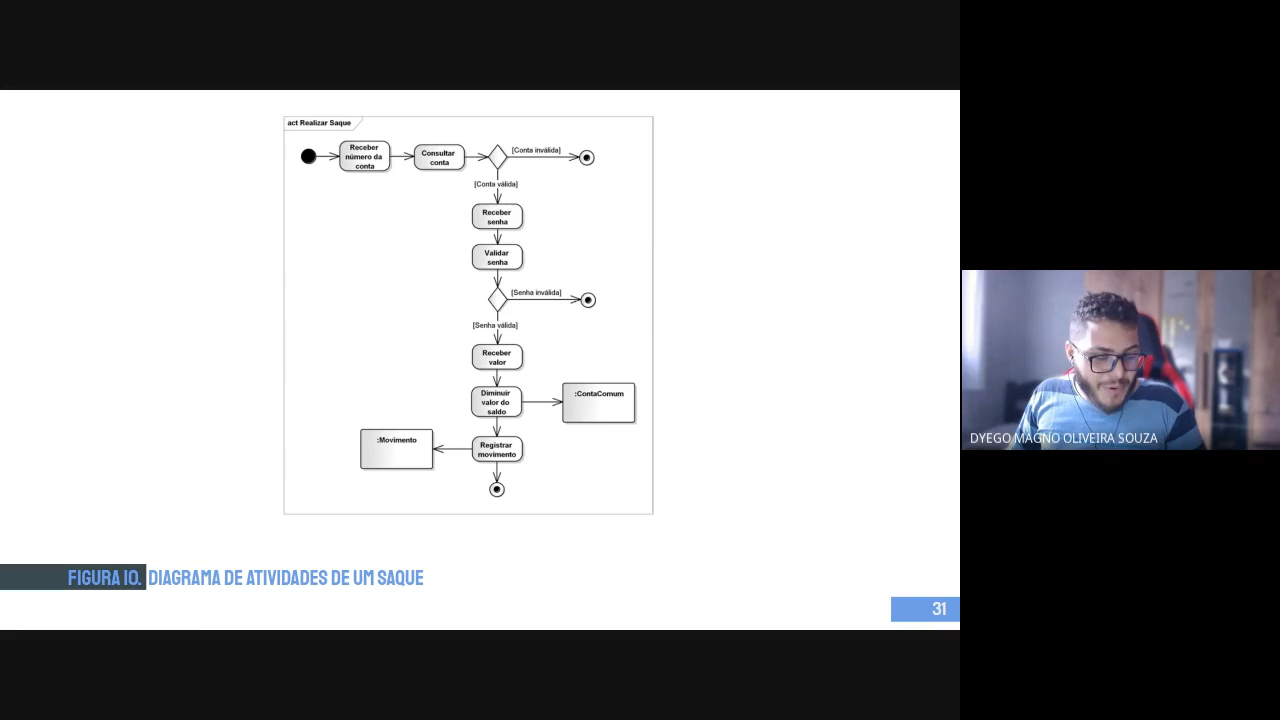 act Realizar Saque
Receber
número da
conta
Consultar
conta
[Conta inválida]
[Conta válida]
Receber
senha
Validar
senha
[Senha inválida]
[Senha válida]
Receber
valor
Diminuir
valor do
saldo
:ContaComum
:Movimento
Registrar
movimento
DYEGO MAGNO OLIVEIRA SOUZA
FIGURA 10. DIAGRAMA DE ATIVIDADES DE UM SAQUE
31